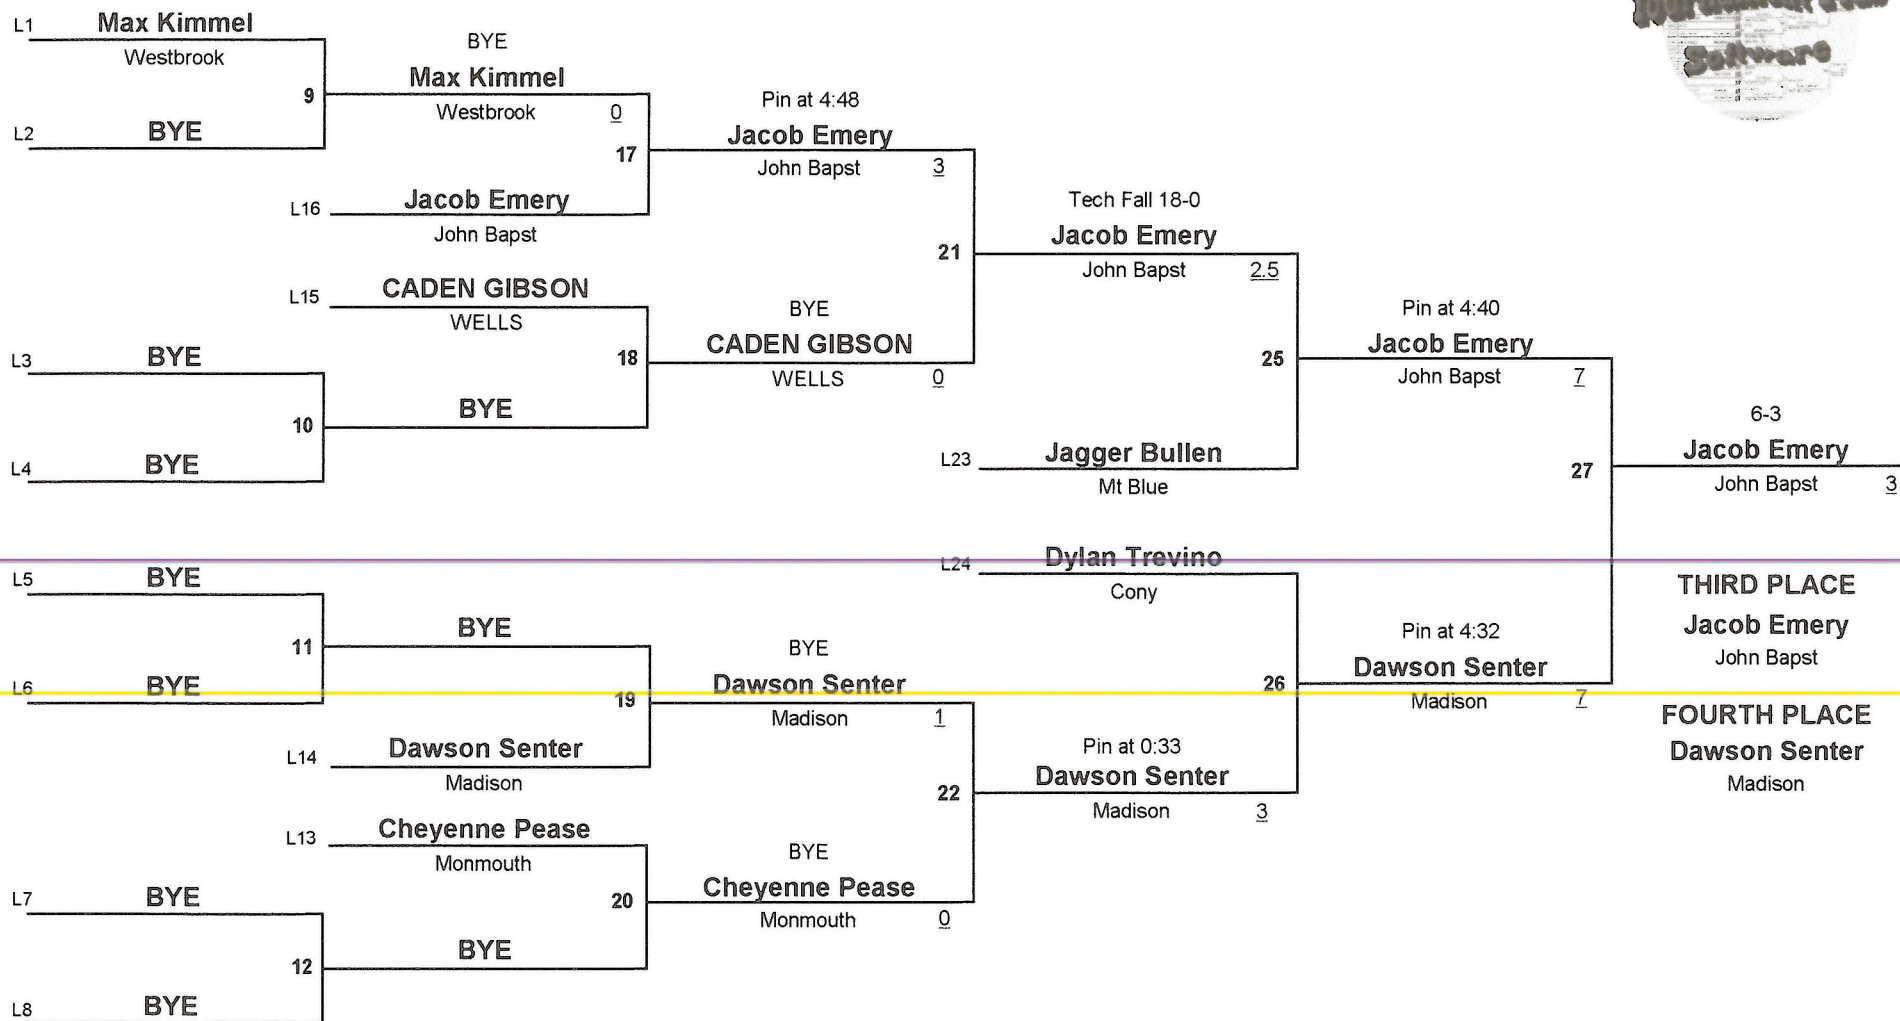 L1 Max Kimmel
Westbrook
L2 BYE
9
BYE
Max Kimmel
Westbrook 0
17
L16 Jacob Emery
John Bapst
Pin at 4:48
Jacob Emery
John Bapst 3
L15 CADEN GIBSON
WELLS
L3 BYE
10
L4 BYE
BYE
18
BYE
CADEN GIBSON
WELLS 0
21
Tech Fall 18-0
Jacob Emery
John Bapst 2.5
25
L23 Jagger Bullen
Mt Blue
Pin at 4:40
Jacob Emery
John Bapst 7
27
6-3
Jacob Emery
John Bapst 3
L24 Dylan Trevino
Cony
L5 BYE
11
L6 BYE
BYE
19
L14 Dawson Senter
Madison
BYE
Dawson Senter
Madison 1
22
L13 Cheyenne Pease
Monmouth
20
L7 BYE
12
L8 BYE
BYE
BYE
Cheyenne Pease
Monmouth 0
Pin at 0:33
Dawson Senter
Madison 3
26
Pin at 4:32
Dawson Senter
Madison 7
THIRD PLACE
Jacob Emery
John Bapst
FOURTH PLACE
Dawson Senter
Madison
Software